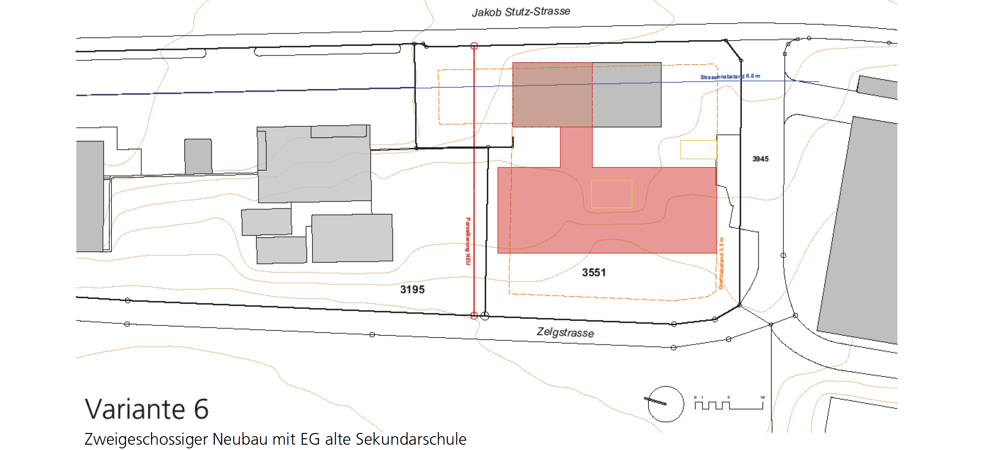 Jakob Stutz-Strasse
Strassenabstand 6.0 m
3945
Parzellierung NEU
Grenzabstand 3.5 m
3551
3195
Zelgstrasse
0 1 5 10
Variante 6
Zweigeschossiger Neubau mit EG alte Sekundarschule